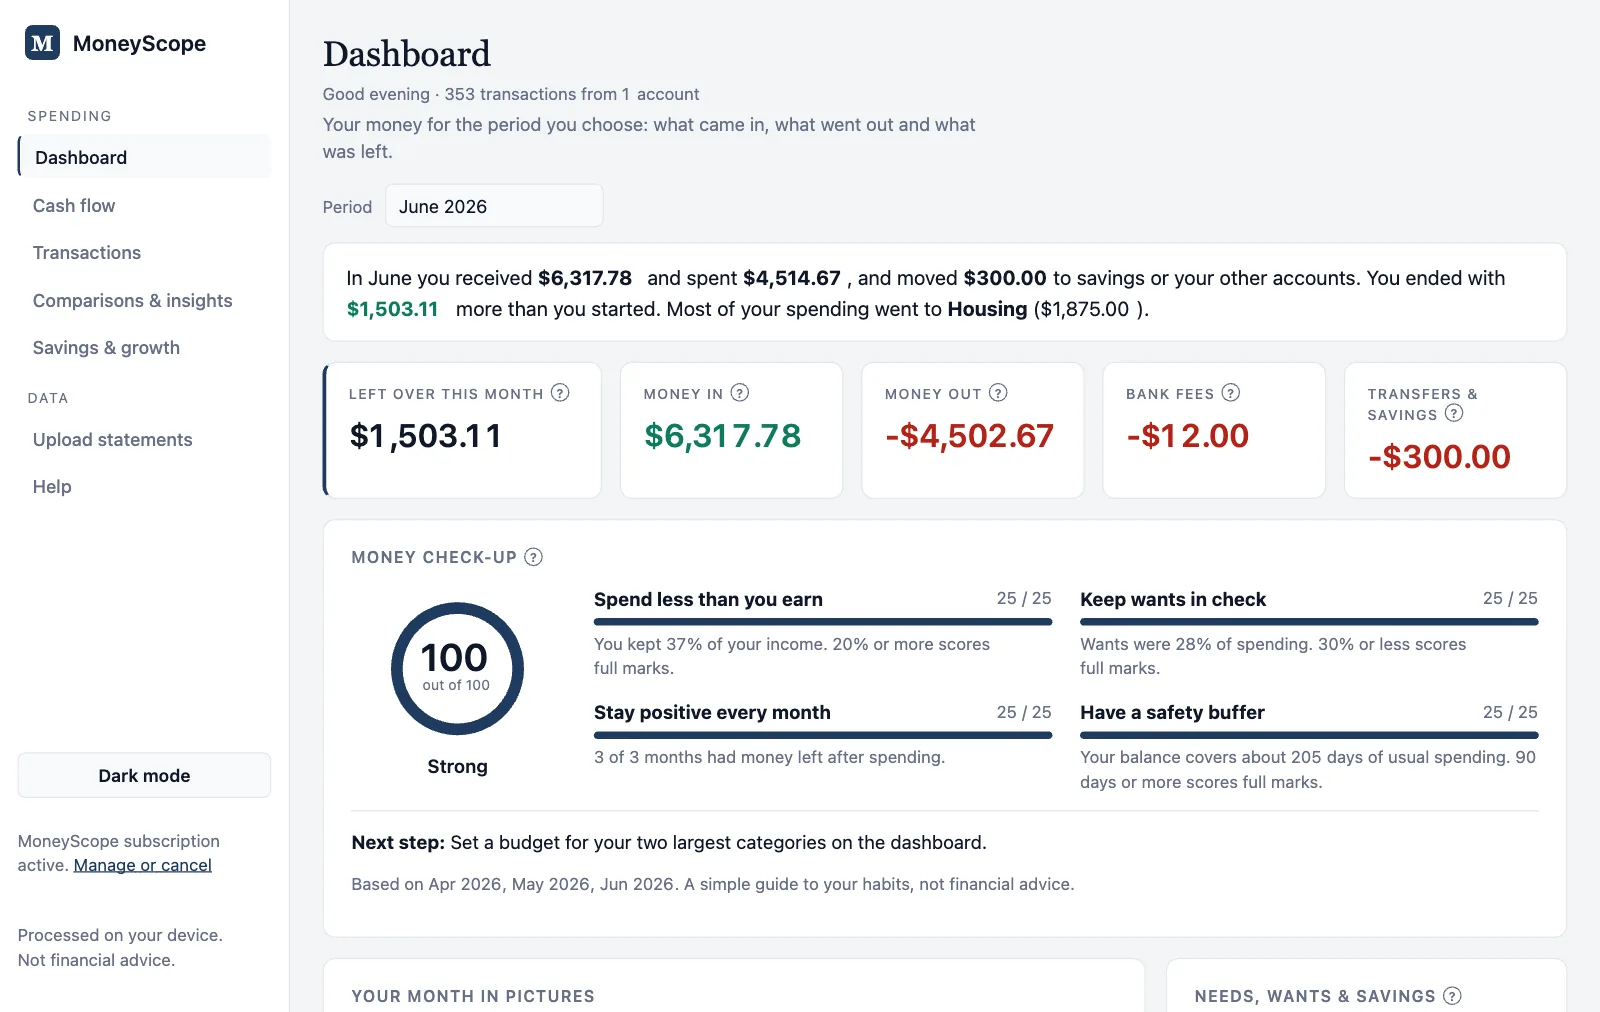 M MoneyScope
SPENDING
Dashboard
Cash flow
Transactions
Comparisons & insights
Savings & growth
DATA
Upload statements
Help
Dark mode
MoneyScope subscription
active. Manage or cancel
Processed on your device.
Not financial advice.
Dashboard
Good evening · 353 transactions from 1 account
Your money for the period you choose: what came in, what went out and what
was left.
Period June 2026
In June you received $6,317.78 and spent $4,514.67 , and moved $300.00 to savings or your other accounts. You ended with
$1,503.11 more than you started. Most of your spending went to Housing ($1,875.00 ).
LEFT OVER THIS MONTH ?
$1,503.11
MONEY IN ?
$6,317.78
MONEY OUT ?
-$4,502.67
BANK FEES ?
-$12.00
TRANSFERS &
SAVINGS ?
-$300.00
MONEY CHECK-UP ?
100
out of 100
Strong
Spend less than you earn 25 / 25
You kept 37% of your income. 20% or more scores
full marks.
Keep wants in check 25 / 25
Wants were 28% of spending. 30% or less scores
full marks.
Stay positive every month 25 / 25
3 of 3 months had money left after spending.
Have a safety buffer 25 / 25
Your balance covers about 205 days of usual spending. 90
days or more scores full marks.
Next step: Set a budget for your two largest categories on the dashboard.
Based on Apr 2026, May 2026, Jun 2026. A simple guide to your habits, not financial advice.
YOUR MONTH IN PICTURES
NEEDS, WANTS & SAVINGS ?